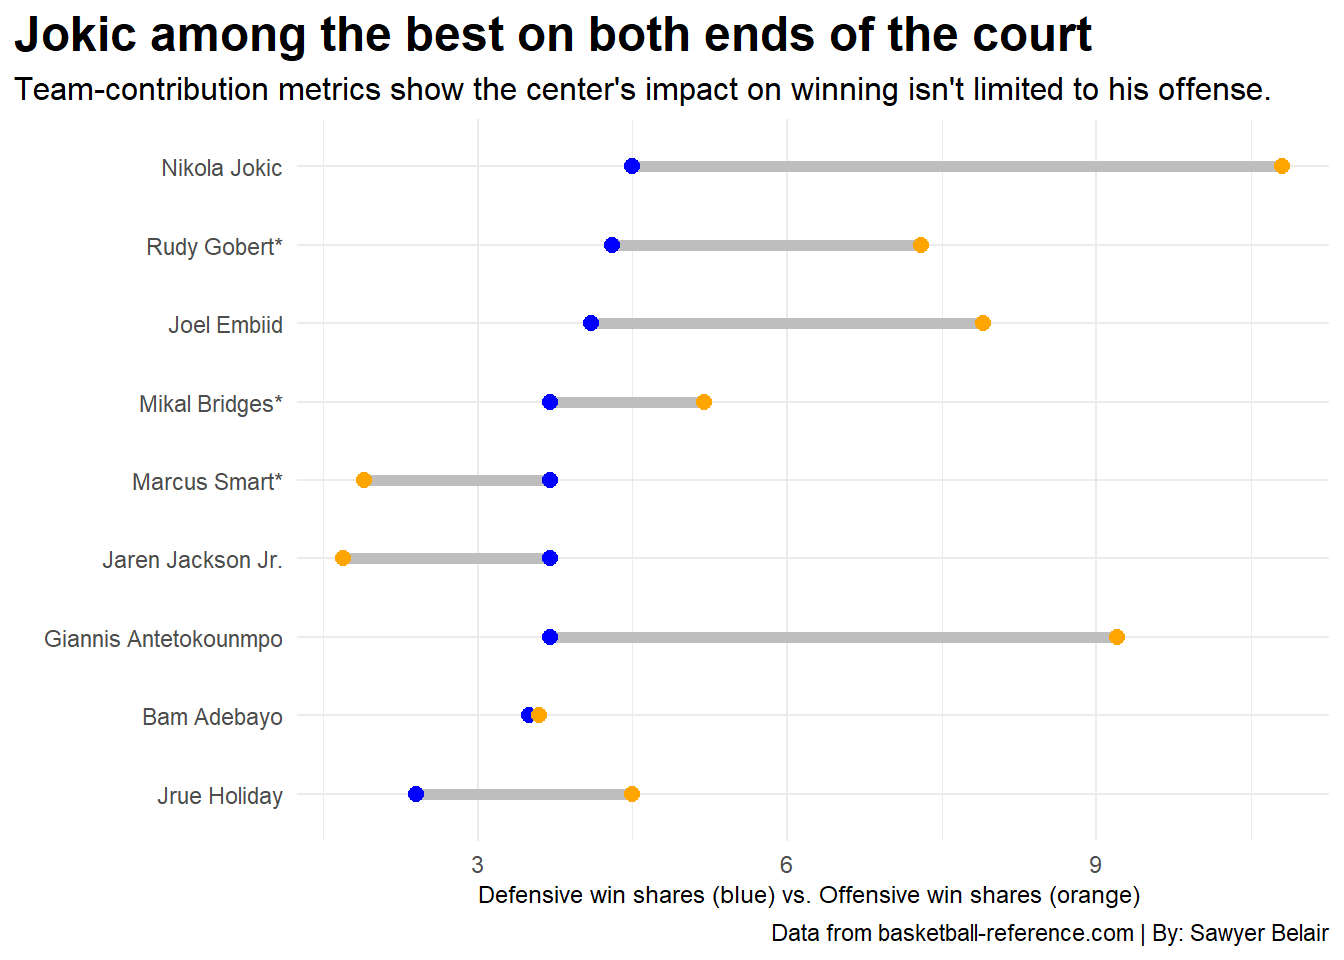 Jokic among the best on both ends of the court
Team-contribution metrics show the center's impact on winning isn't limited to his offense.
Nikola Jokic
Rudy Gobert*
Joel Embiid
Mikal Bridges*
Marcus Smart*
Jaren Jackson Jr.
Giannis Antetokounmpo
Bam Adebayo
Jrue Holiday
3 6 9
Defensive win shares (blue) vs. Offensive win shares (orange)
Data from basketball-reference.com | By: Sawyer Belair